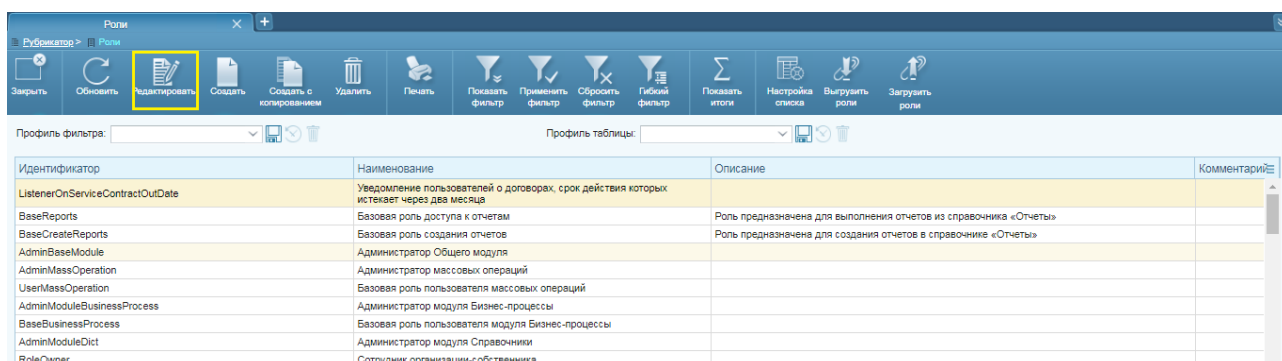 Роли
Рубрикатор > Роли
Закрыть Обновить Редактировать Создать Создать с копированием Удалить Печать Показать фильтр Применить фильтр Сбросить фильтр Гибкий фильтр Показать итоги Настройка списка Выгрузить роли Загрузить роли
Профиль фильтра: Профиль таблицы:
Идентификатор Наименование Описание Комментарий
ListenerOnServiceContractOutDate Уведомление пользователей о договорах, срок действия которых
истекает через два месяца
BaseReports Базовая роль доступа к отчетам Роль предназначена для выполнения отчетов из справочника «Отчеты»
BaseCreateReports Базовая роль создания отчетов Роль предназначена для создания отчетов в справочнике «Отчеты»
AdminBaseModule Администратор Общего модуля
AdminMassOperation Администратор массовых операций
UserMassOperation Базовая роль пользователя массовых операций
AdminModuleBusinessProcess Администратор модуля Бизнес-процессы
BaseBusinessProcess Базовая роль пользователя модуля Бизнес-процессы
AdminModuleDict Администратор модуля Справочники
RoleOwner Сотрудник организации-собственника